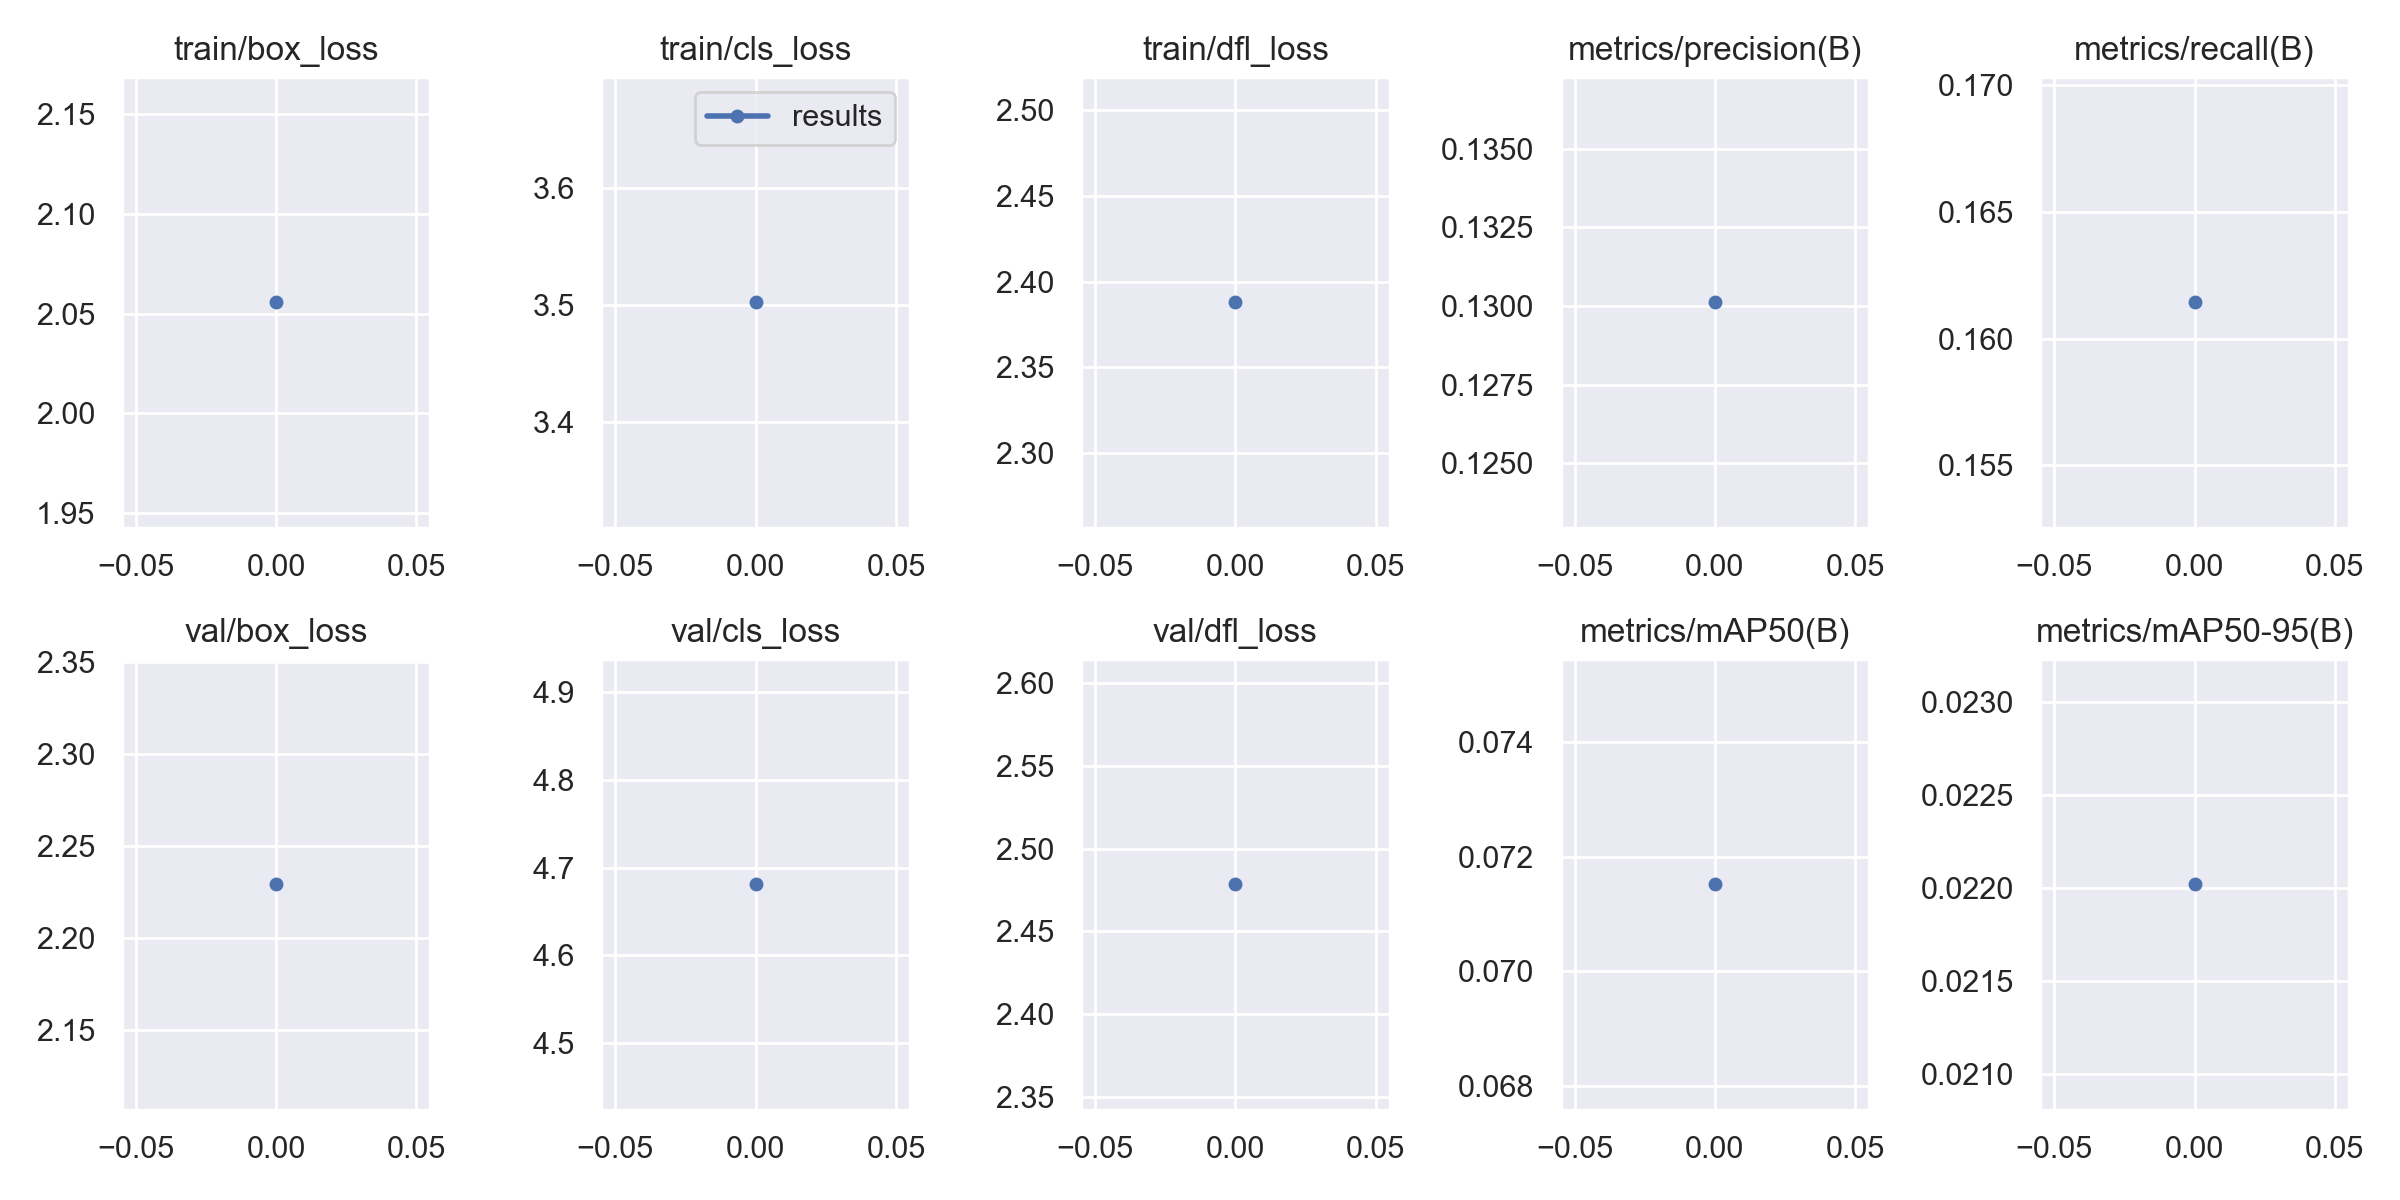 train/box_loss
2.15
2.10
2.05
2.00
1.95
−0.05 0.00 0.05
train/cls_loss
results
3.6
3.5
3.4
−0.05 0.00 0.05
train/dfl_loss
2.50
2.45
2.40
2.35
2.30
−0.05 0.00 0.05
metrics/precision(B)
0.1350
0.1325
0.1300
0.1275
0.1250
−0.05 0.00 0.05
metrics/recall(B)
0.170
0.165
0.160
0.155
−0.05 0.00 0.05
val/box_loss
2.35
2.30
2.25
2.20
2.15
−0.05 0.00 0.05
val/cls_loss
4.9
4.8
4.7
4.6
4.5
−0.05 0.00 0.05
val/dfl_loss
2.60
2.55
2.50
2.45
2.40
2.35
−0.05 0.00 0.05
metrics/mAP50(B)
0.074
0.072
0.070
0.068
−0.05 0.00 0.05
metrics/mAP50-95(B)
0.0230
0.0225
0.0220
0.0215
0.0210
−0.05 0.00 0.05